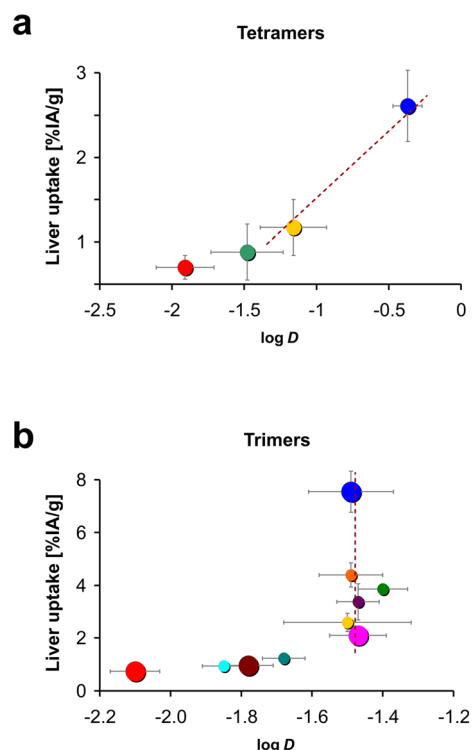 a
Tetramers
Liver uptake [%IA/g]
3
2
1
-2.5 -2 -1.5 -1 -0.5 0
log D
b
Trimers
Liver uptake [%IA/g]
8
6
4
2
0
-2.2 -2.0 -1.8 -1.6 -1.4 -1.2
log D